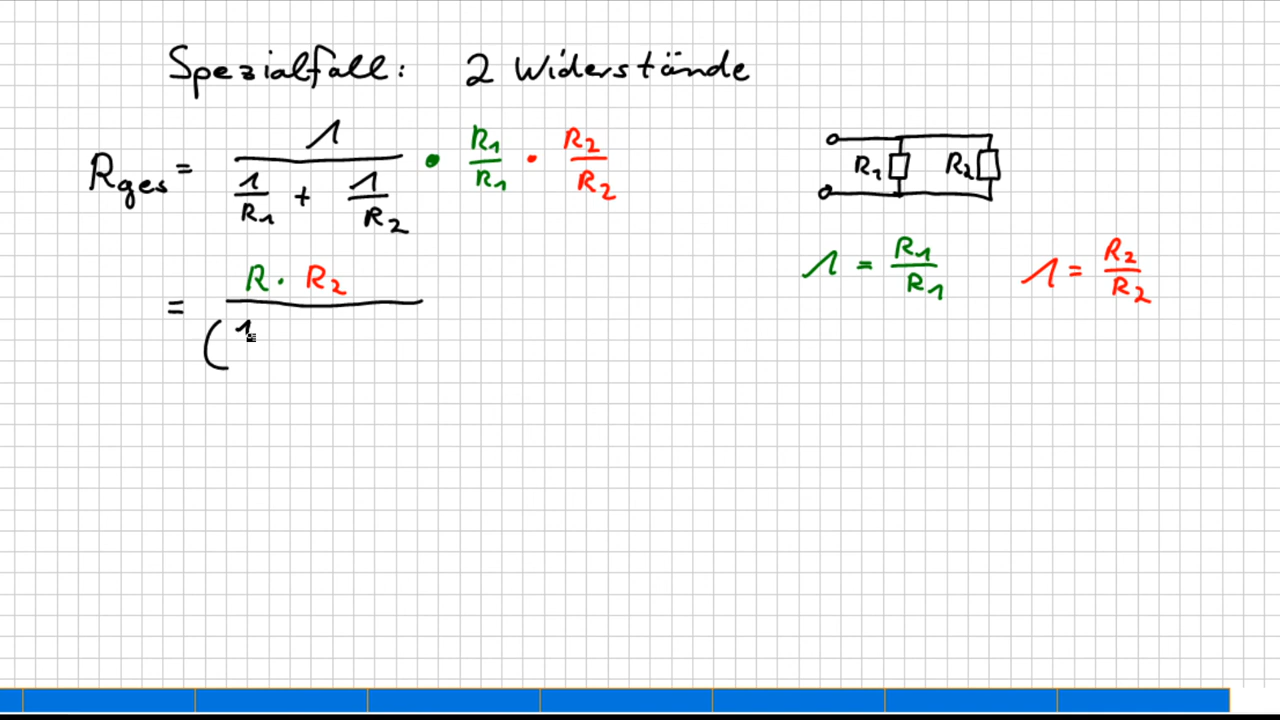 Spezialfall: 2 Widerstände
Rges = 1 / (1/R1 + 1/R2) · R1/R1 · R2/R2
R1 R2
= R · R2 / (1
1 = R1/R1 1 = R2/R2